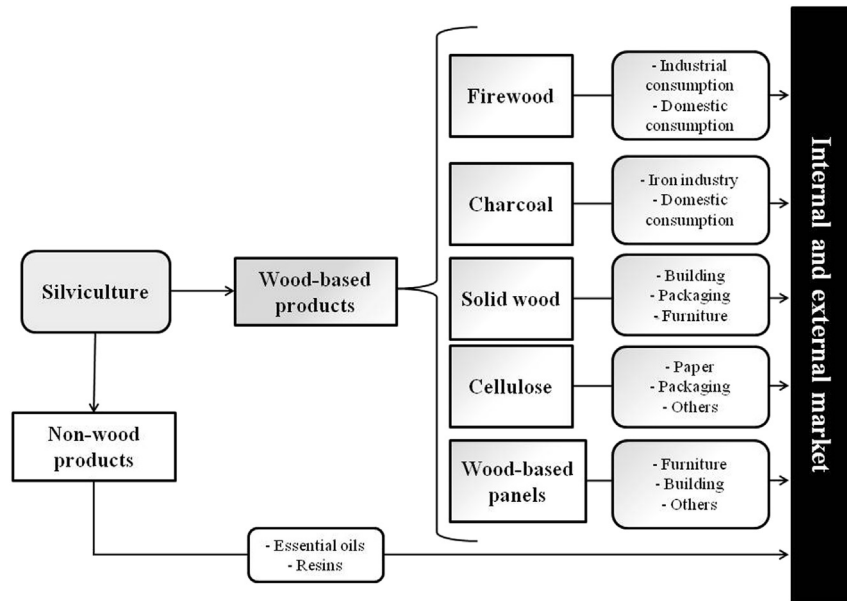 Silviculture
Wood-based
products
Non-wood
products
Firewood
- Industrial
consumption
- Domestic
consumption
Charcoal
- Iron industry
- Domestic
consumption
Solid wood
- Building
- Packaging
- Furniture
Cellulose
- Paper
- Packaging
- Others
Wood-based
panels
- Furniture
- Building
- Others
- Essential oils
- Resins
Internal and external market